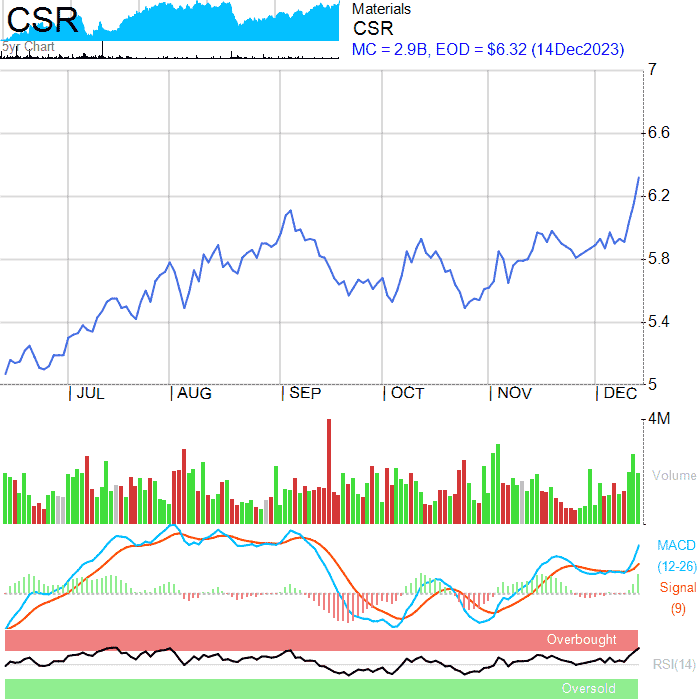 CSR
5yr Chart
Materials
CSR
MC = 2.9B, EOD = $6.32 (14Dec2023)
7
6.6
6.2
5.8
5.4
5
JUL AUG SEP OCT NOV DEC
4M
Volume
MACD
(12-26)
Signal
(9)
Overbought
RSI(14)
Oversold